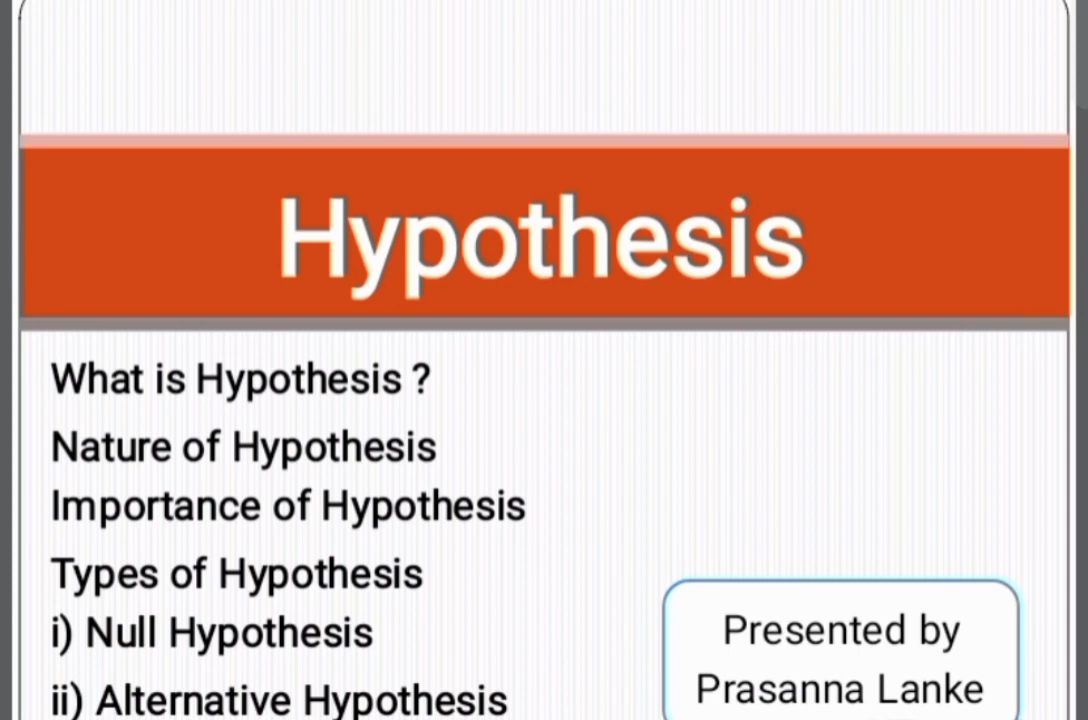 Hypothesis
What is Hypothesis ?
Nature of Hypothesis
Importance of Hypothesis
Types of Hypothesis
i) Null Hypothesis
ii) Alternative Hypothesis
Presented by
Prasanna Lanke